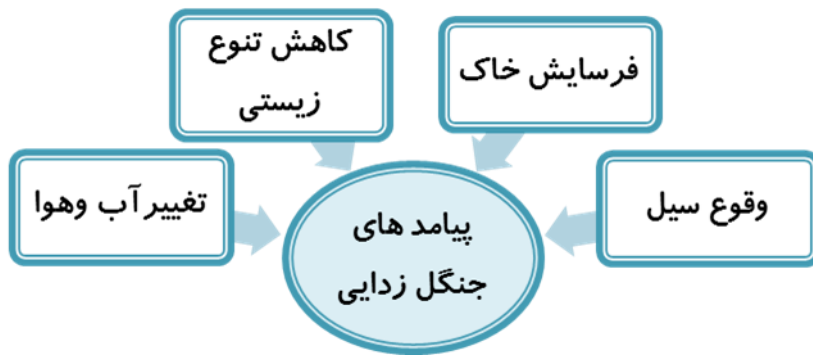 فرسایش خاک
کاهش تنوع
زیستی
وقوع سیل
تغییر آب وهوا
پیامد های
جنگل زدایی